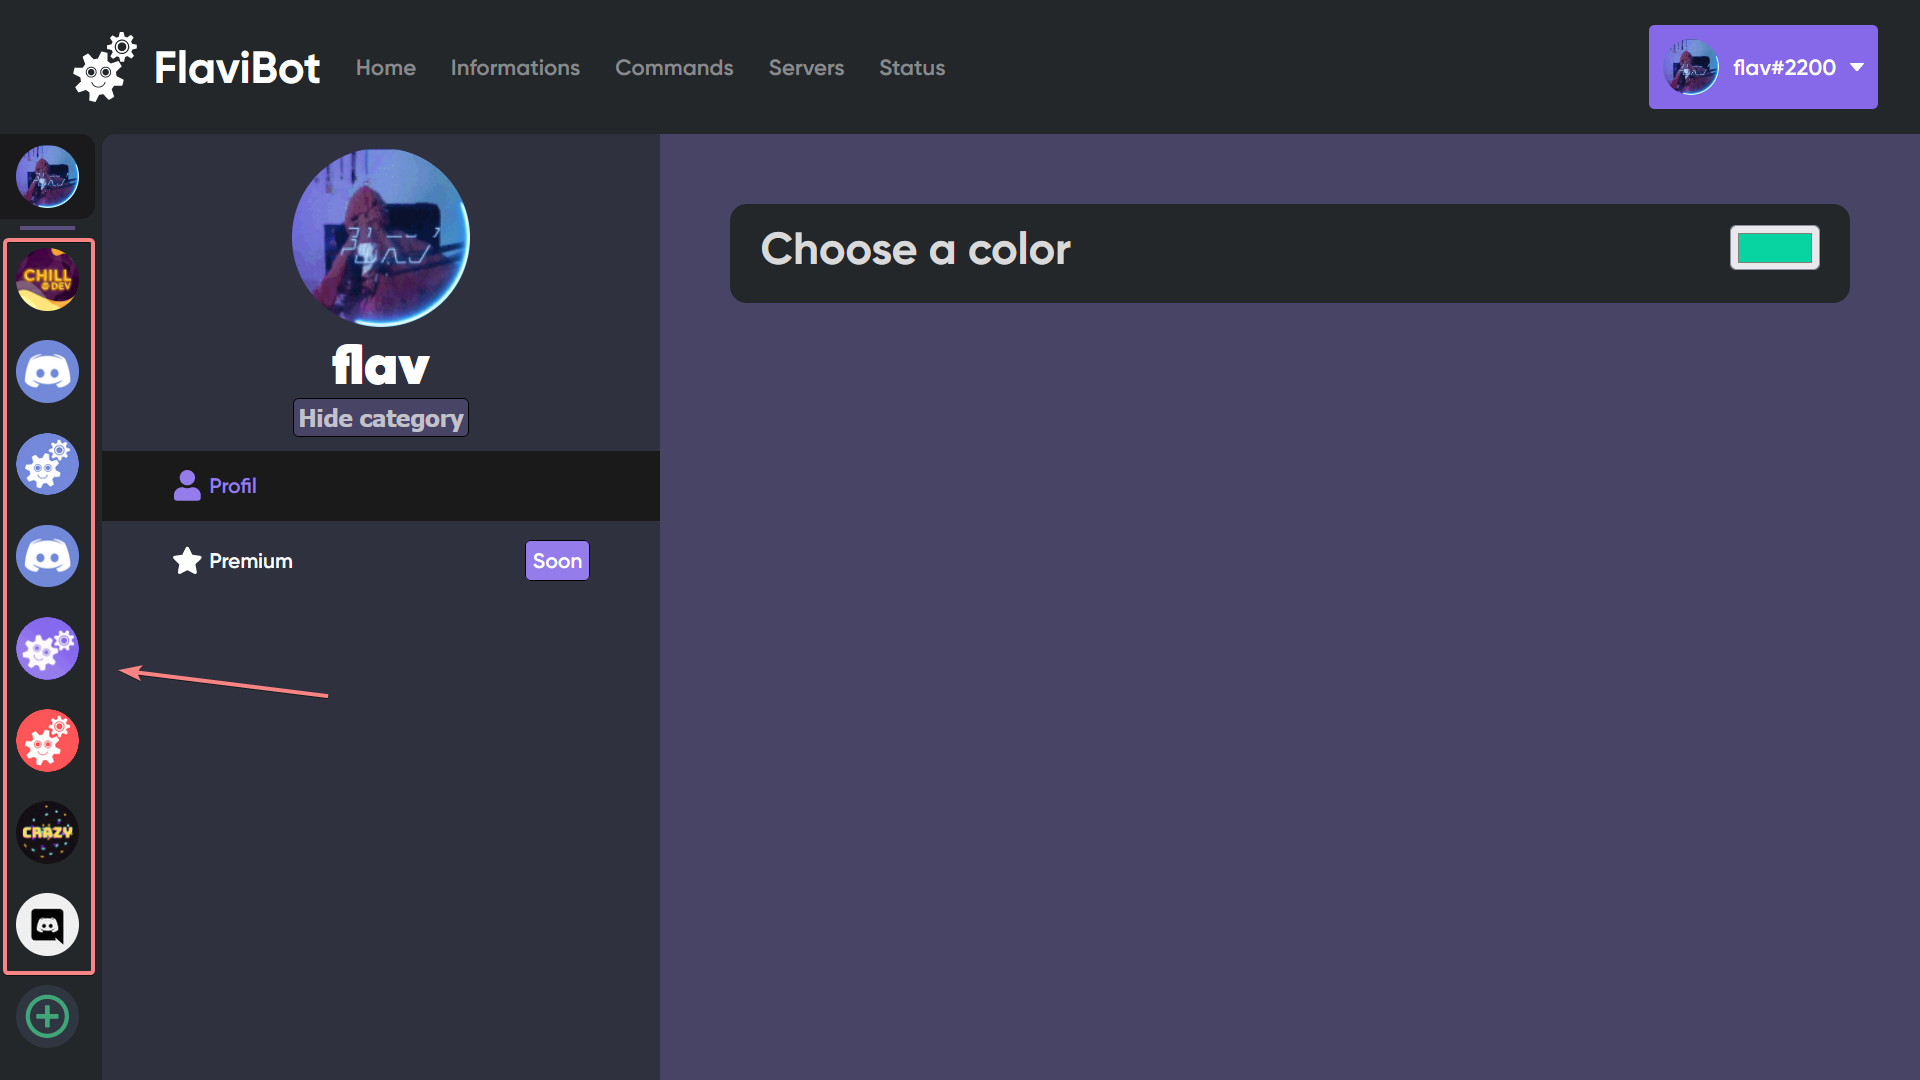 FlaviBot
Home
Informations
Commands
Servers
Status
flav#2200
CHILL
DEV
flav
Hide category
Profil
Premium
Soon
Choose a color
CRAZY